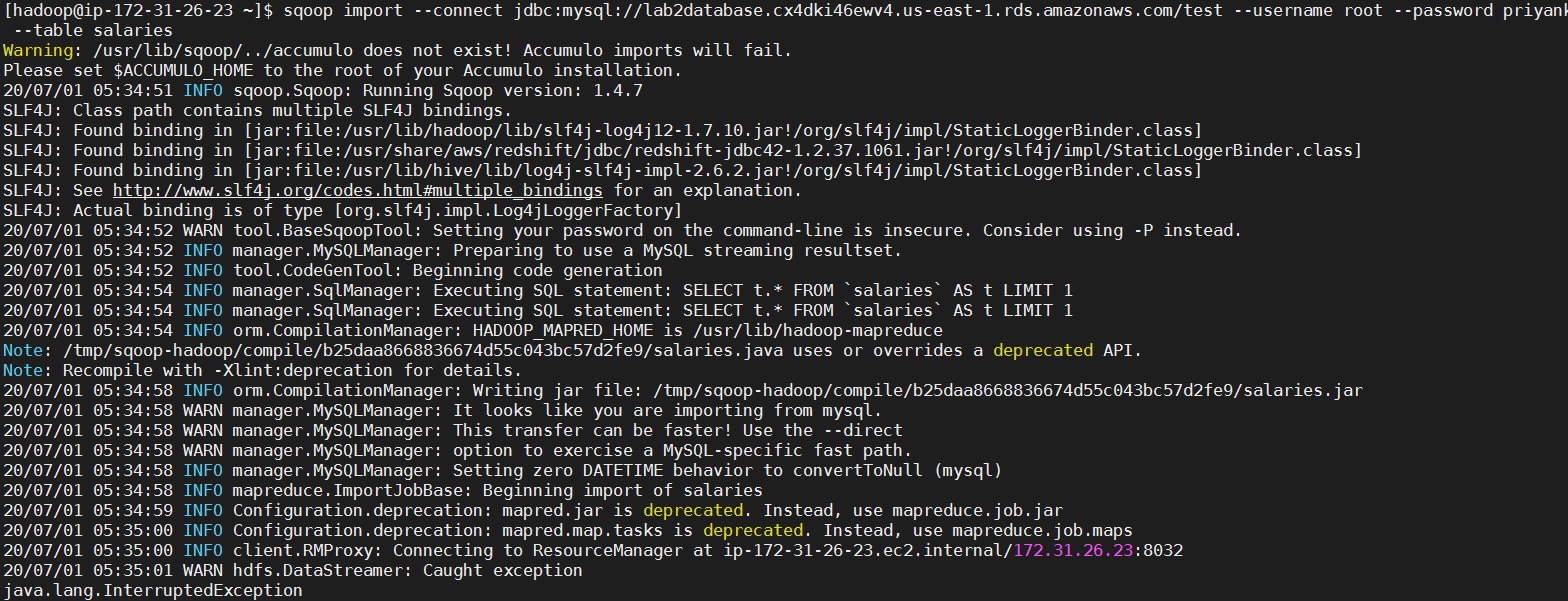 [hadoop@ip-172-31-26-23 ~]$ sqoop import --connect jdbc:mysql://lab2database.cx4dki46ewv4.us-east-1.rds.amazonaws.com/test --username root --password priyank
--table salaries
Warning: /usr/lib/sqoop/../accumulo does not exist! Accumulo imports will fail.
Please set $ACCUMULO_HOME to the root of your Accumulo installation.
20/07/01 05:34:51 INFO sqoop.Sqoop: Running Sqoop version: 1.4.7
SLF4J: Class path contains multiple SLF4J bindings.
SLF4J: Found binding in [jar:file:/usr/lib/hadoop/lib/slf4j-log4j12-1.7.10.jar!/org/slf4j/impl/StaticLoggerBinder.class]
SLF4J: Found binding in [jar:file:/usr/share/aws/redshift/jdbc/redshift-jdbc42-1.2.37.1061.jar!/org/slf4j/impl/StaticLoggerBinder.class]
SLF4J: Found binding in [jar:file:/usr/lib/hive/lib/log4j-slf4j-impl-2.6.2.jar!/org/slf4j/impl/StaticLoggerBinder.class]
SLF4J: See http://www.slf4j.org/codes.html#multiple_bindings for an explanation.
SLF4J: Actual binding is of type [org.slf4j.impl.Log4jLoggerFactory]
20/07/01 05:34:52 WARN tool.BaseSqoopTool: Setting your password on the command-line is insecure. Consider using -P instead.
20/07/01 05:34:52 INFO manager.MySQLManager: Preparing to use a MySQL streaming resultset.
20/07/01 05:34:52 INFO tool.CodeGenTool: Beginning code generation
20/07/01 05:34:54 INFO manager.SqlManager: Executing SQL statement: SELECT t.* FROM `salaries` AS t LIMIT 1
20/07/01 05:34:54 INFO manager.SqlManager: Executing SQL statement: SELECT t.* FROM `salaries` AS t LIMIT 1
20/07/01 05:34:54 INFO orm.CompilationManager: HADOOP_MAPRED_HOME is /usr/lib/hadoop-mapreduce
Note: /tmp/sqoop-hadoop/compile/b25daa8668836674d55c043bc57d2fe9/salaries.java uses or overrides a deprecated API.
Note: Recompile with -Xlint:deprecation for details.
20/07/01 05:34:58 INFO orm.CompilationManager: Writing jar file: /tmp/sqoop-hadoop/compile/b25daa8668836674d55c043bc57d2fe9/salaries.jar
20/07/01 05:34:58 WARN manager.MySQLManager: It looks like you are importing from mysql.
20/07/01 05:34:58 WARN manager.MySQLManager: This transfer can be faster! Use the --direct
20/07/01 05:34:58 WARN manager.MySQLManager: option to exercise a MySQL-specific fast path.
20/07/01 05:34:58 INFO manager.MySQLManager: Setting zero DATETIME behavior to convertToNull (mysql)
20/07/01 05:34:58 INFO mapreduce.ImportJobBase: Beginning import of salaries
20/07/01 05:34:59 INFO Configuration.deprecation: mapred.jar is deprecated. Instead, use mapreduce.job.jar
20/07/01 05:35:00 INFO Configuration.deprecation: mapred.map.tasks is deprecated. Instead, use mapreduce.job.maps
20/07/01 05:35:00 INFO client.RMProxy: Connecting to ResourceManager at ip-172-31-26-23.ec2.internal/172.31.26.23:8032
20/07/01 05:35:01 WARN hdfs.DataStreamer: Caught exception
java.lang.InterruptedException